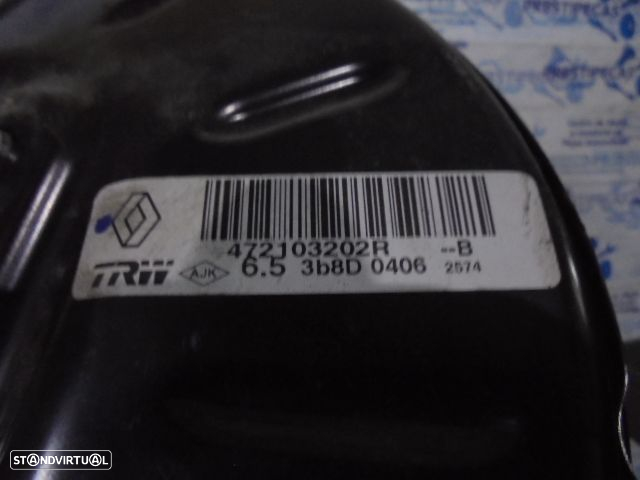 472103202R --B
TRW AJK 6.5 3b8D 0406 2574
STANDVIRTUAL